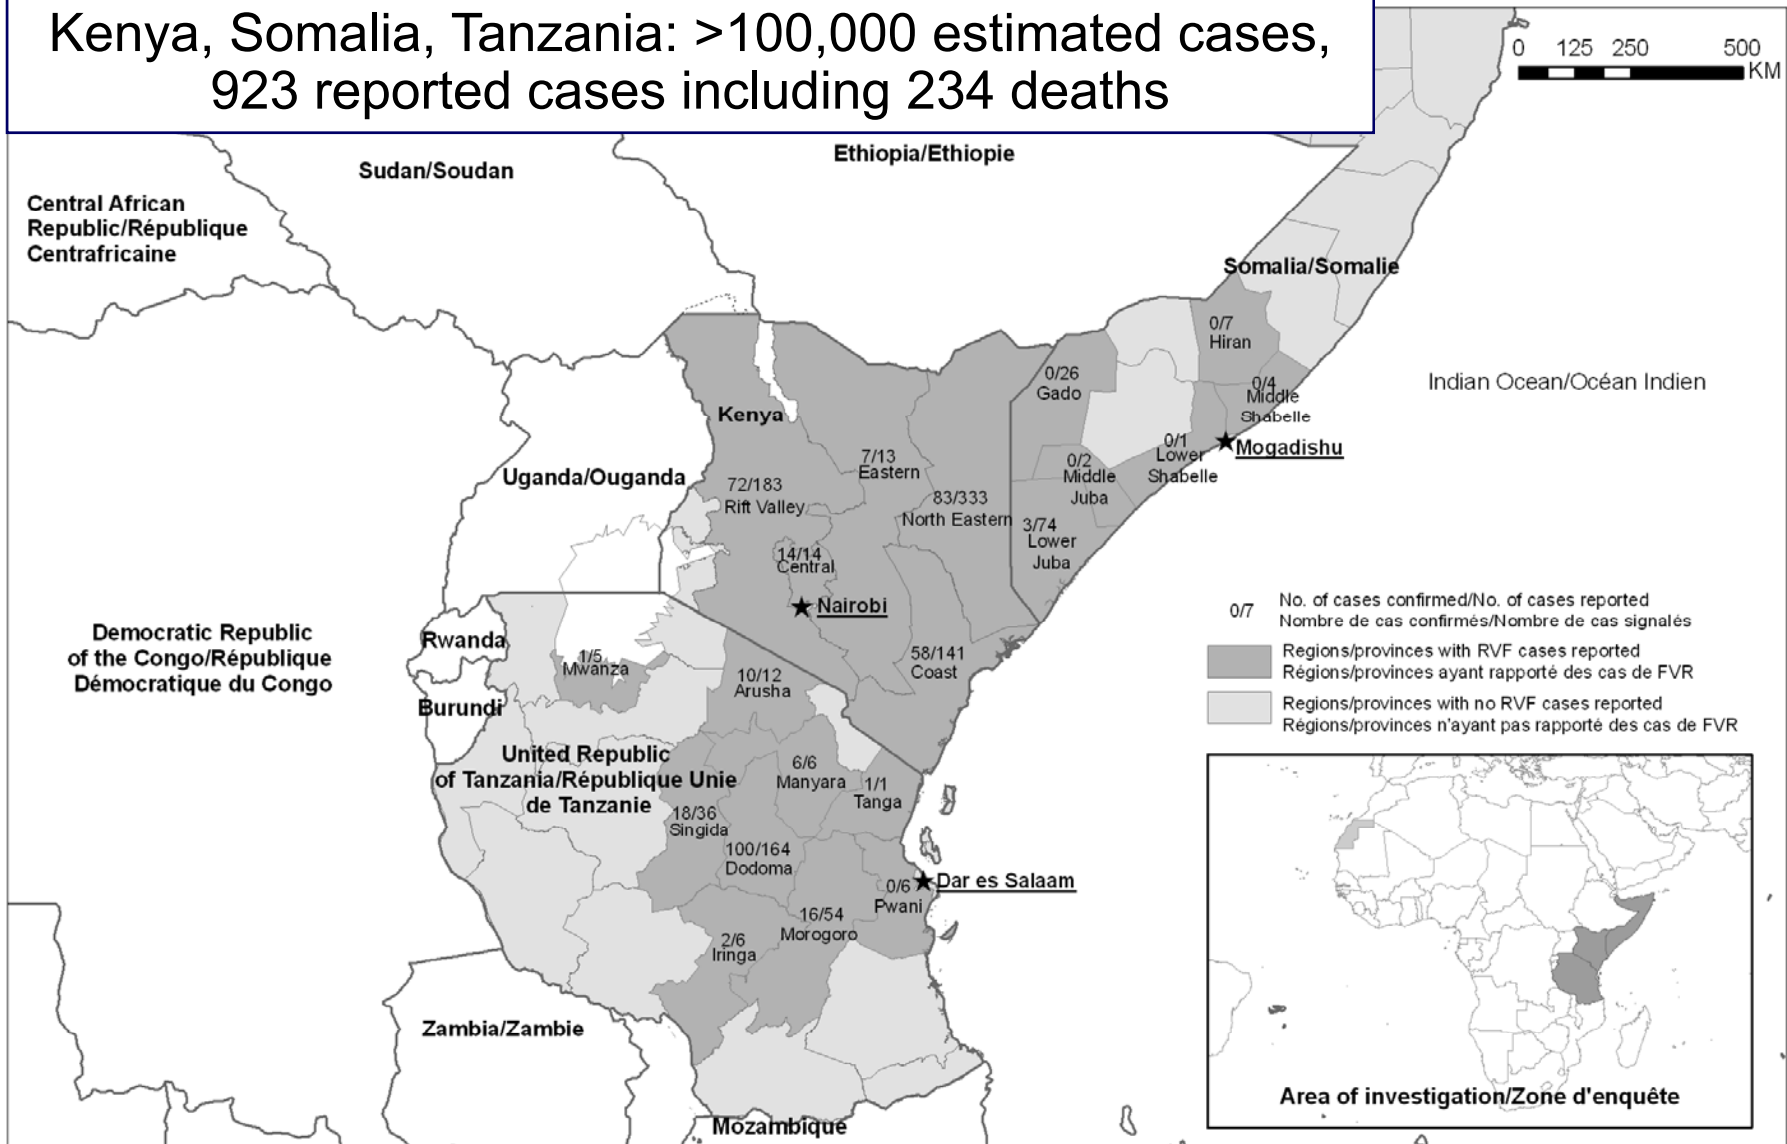 Kenya, Somalia, Tanzania: >100,000 estimated cases,
923 reported cases including 234 deaths
0 125 250 500
KM
Sudan/Soudan
Ethiopia/Ethiopie
Central African
Republic/République
Centrafricaine
Somalia/Somalie
0/7
Hiran
0/26
Gado
0/4
Middle
Shabelle
Indian Ocean/Océan Indien
Kenya
0/1
Lower
Shabelle
Mogadishu
7/13
Eastern
0/2
Middle
Juba
Uganda/Ouganda
72/183
Rift Valley
83/333
North Eastern
3/74
Lower
Juba
14/14
Central
Nairobi
0/7
No. of cases confirmed/No. of cases reported
Nombre de cas confirmés/Nombre de cas signalés
Regions/provinces with RVF cases reported
Régions/provinces ayant rapporté des cas de FVR
Regions/provinces with no RVF cases reported
Régions/provinces n'ayant pas rapporté des cas de FVR
Democratic Republic
of the Congo/République
Démocratique du Congo
Rwanda
Burundi
1/5
Mwanza
10/12
Arusha
58/141
Coast
United Republic
of Tanzania/République Unie
de Tanzanie
6/6
Manyara
1/1
Tanga
18/36
Singida
100/164
Dodoma
0/6
Pwani
Dar es Salaam
16/54
Morogoro
2/6
Iringa
Zambia/Zambie
Mozambique
Area of investigation/Zone d'enquête